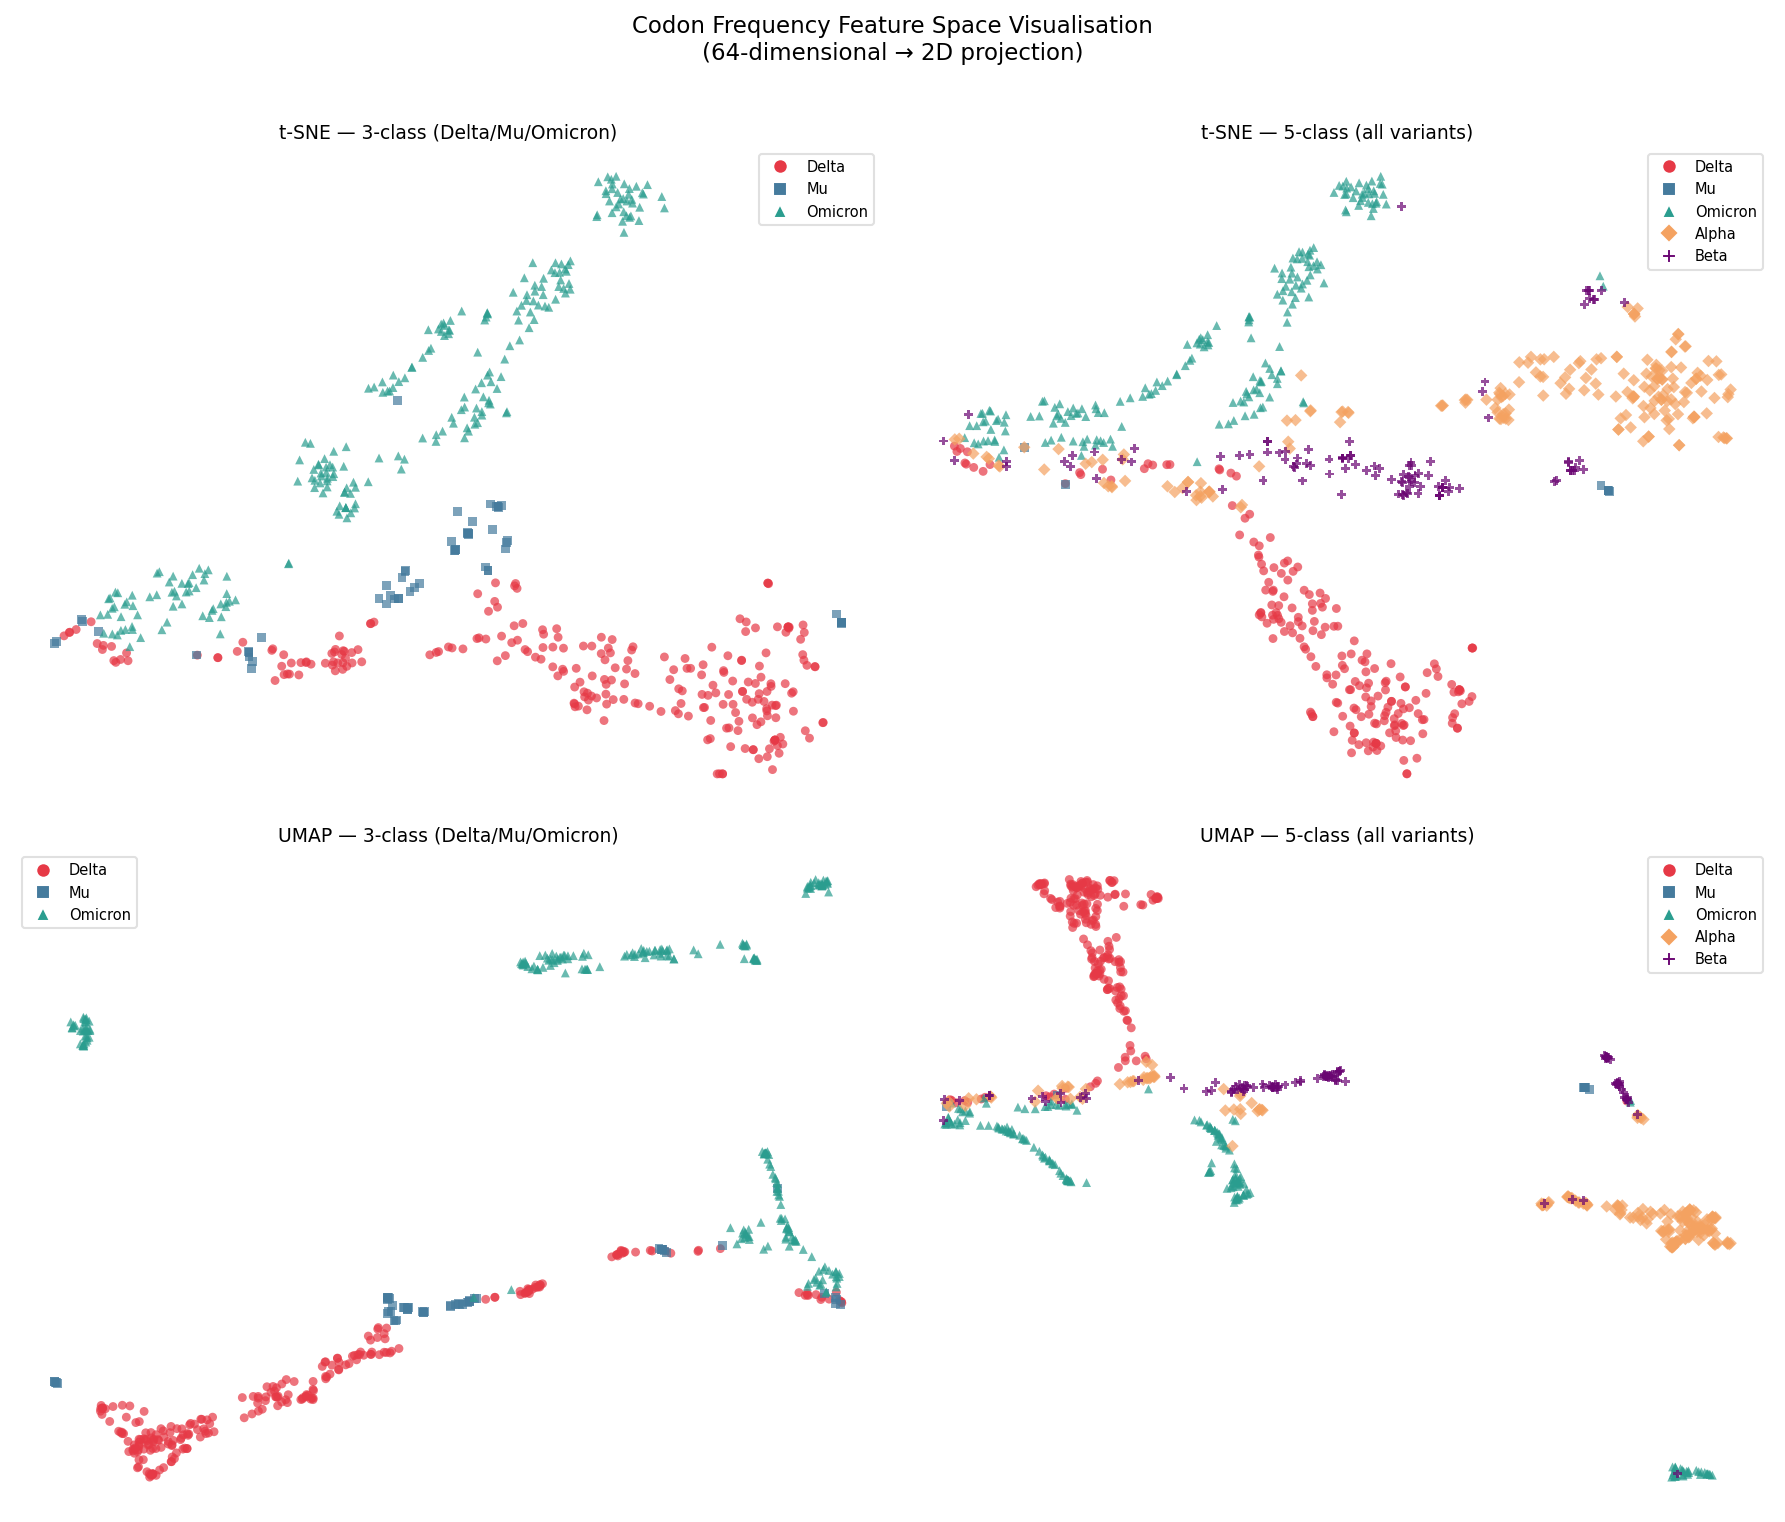 Codon Frequency Feature Space Visualisation
(64-dimensional → 2D projection)
t-SNE — 3-class (Delta/Mu/Omicron)
Delta
Mu
Omicron
t-SNE — 5-class (all variants)
Delta
Mu
Omicron
Alpha
Beta
UMAP — 3-class (Delta/Mu/Omicron)
Delta
Mu
Omicron
UMAP — 5-class (all variants)
Delta
Mu
Omicron
Alpha
Beta